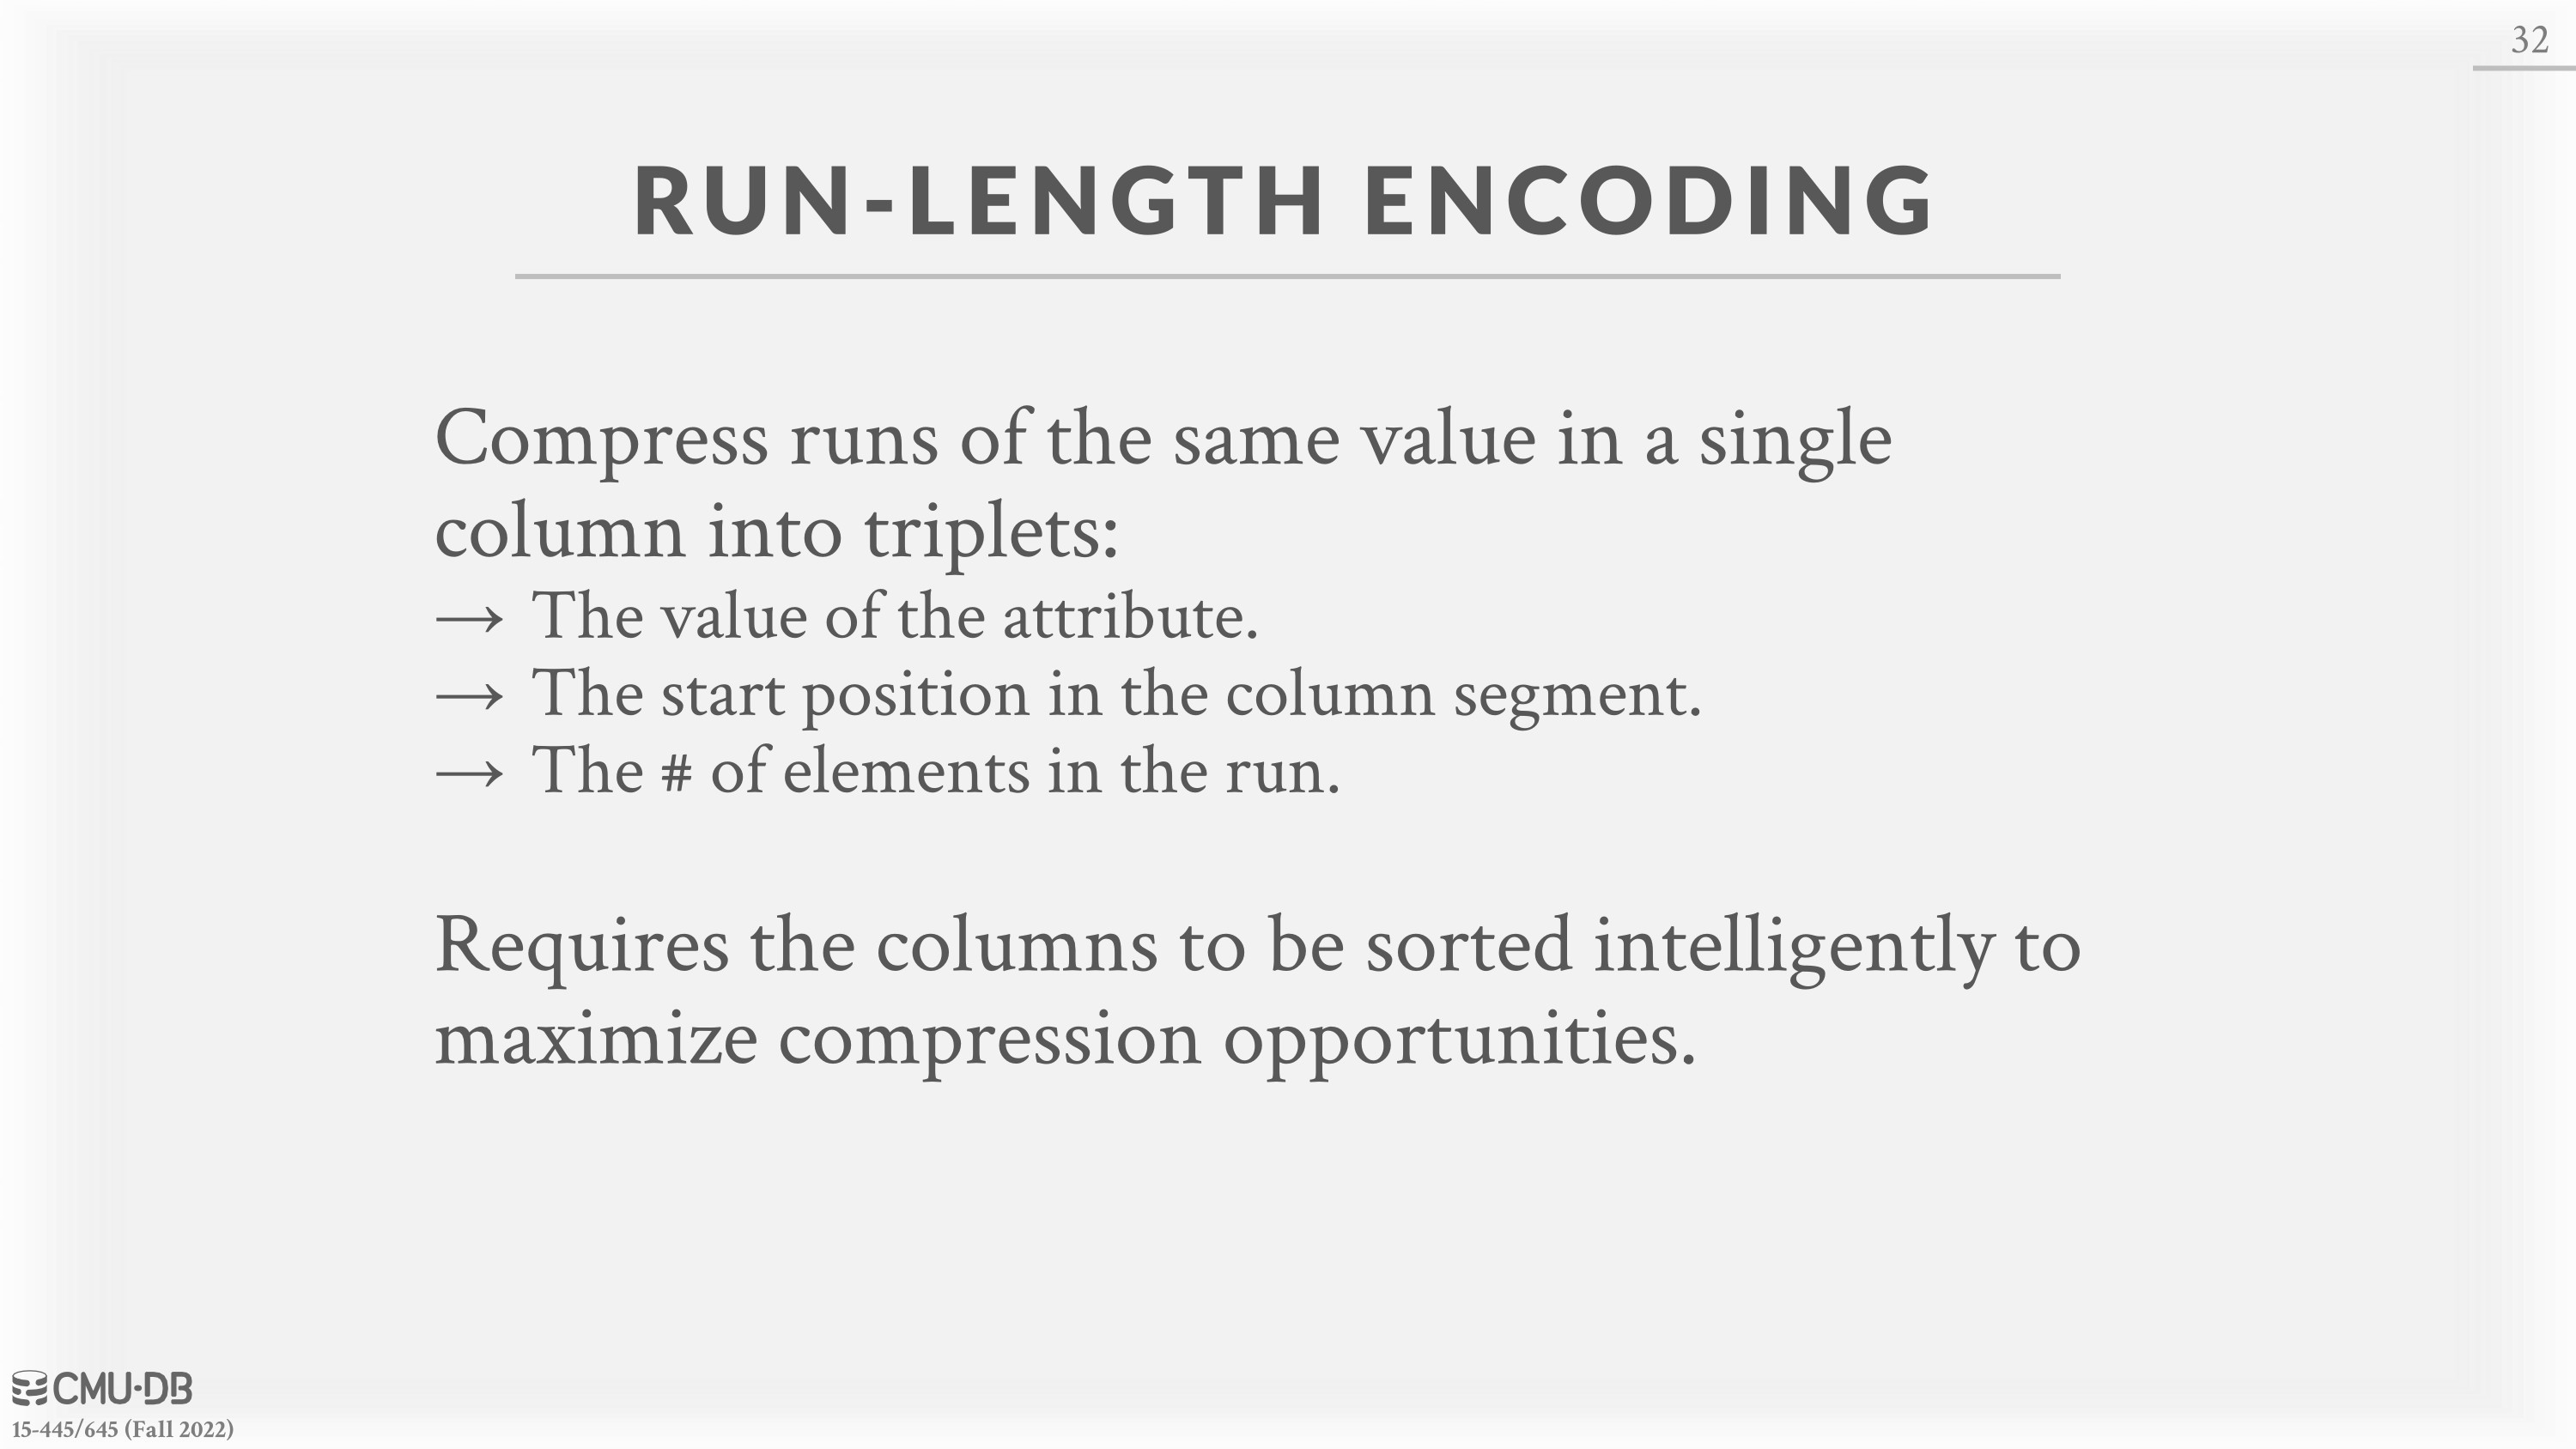 32
RUN-LENGTH ENCODING
Compress runs of the same value in a single
column into triplets:
→ The value of the attribute.
→ The start position in the column segment.
→ The # of elements in the run.
Requires the columns to be sorted intelligently to
maximize compression opportunities.
CMU·DB
15-445/645 (Fall 2022)